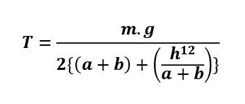 T = m.g / 2{(a + b) + (h¹² / a + b)}